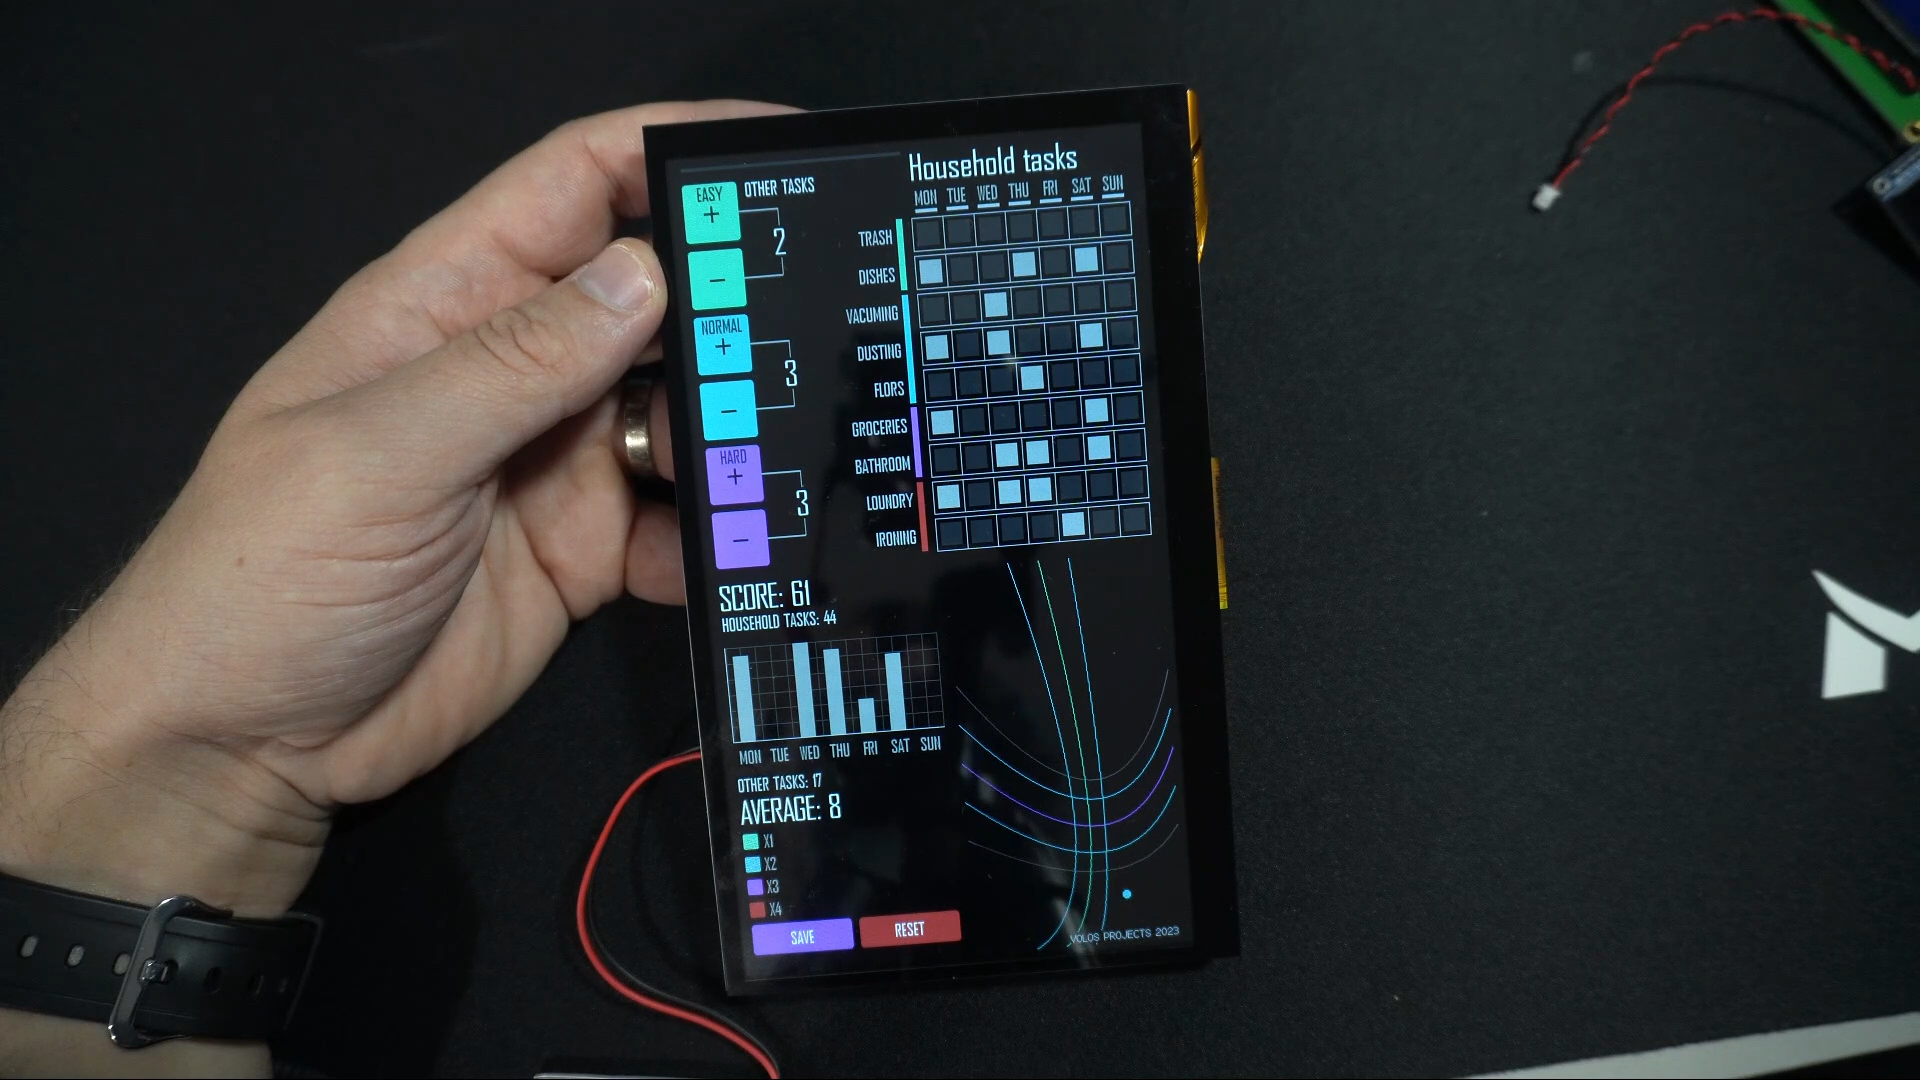 Household tasks
MON TUE WED THU FRI SAT SUN
EASY
+
OTHER TASKS
2
-
NORMAL
+
3
-
HARD
+
3
-
TRASH
DISHES
VACUMING
DUSTING
FLORS
GROCERIES
BATHROOM
LOUNDRY
IRONING
SCORE: 61
HOUSEHOLD TASKS: 44
MON TUE WED THU FRI SAT SUN
OTHER TASKS: 17
AVERAGE: 8
X1
X2
X3
X4
SAVE
RESET
VOLOS PROJECTS 2023